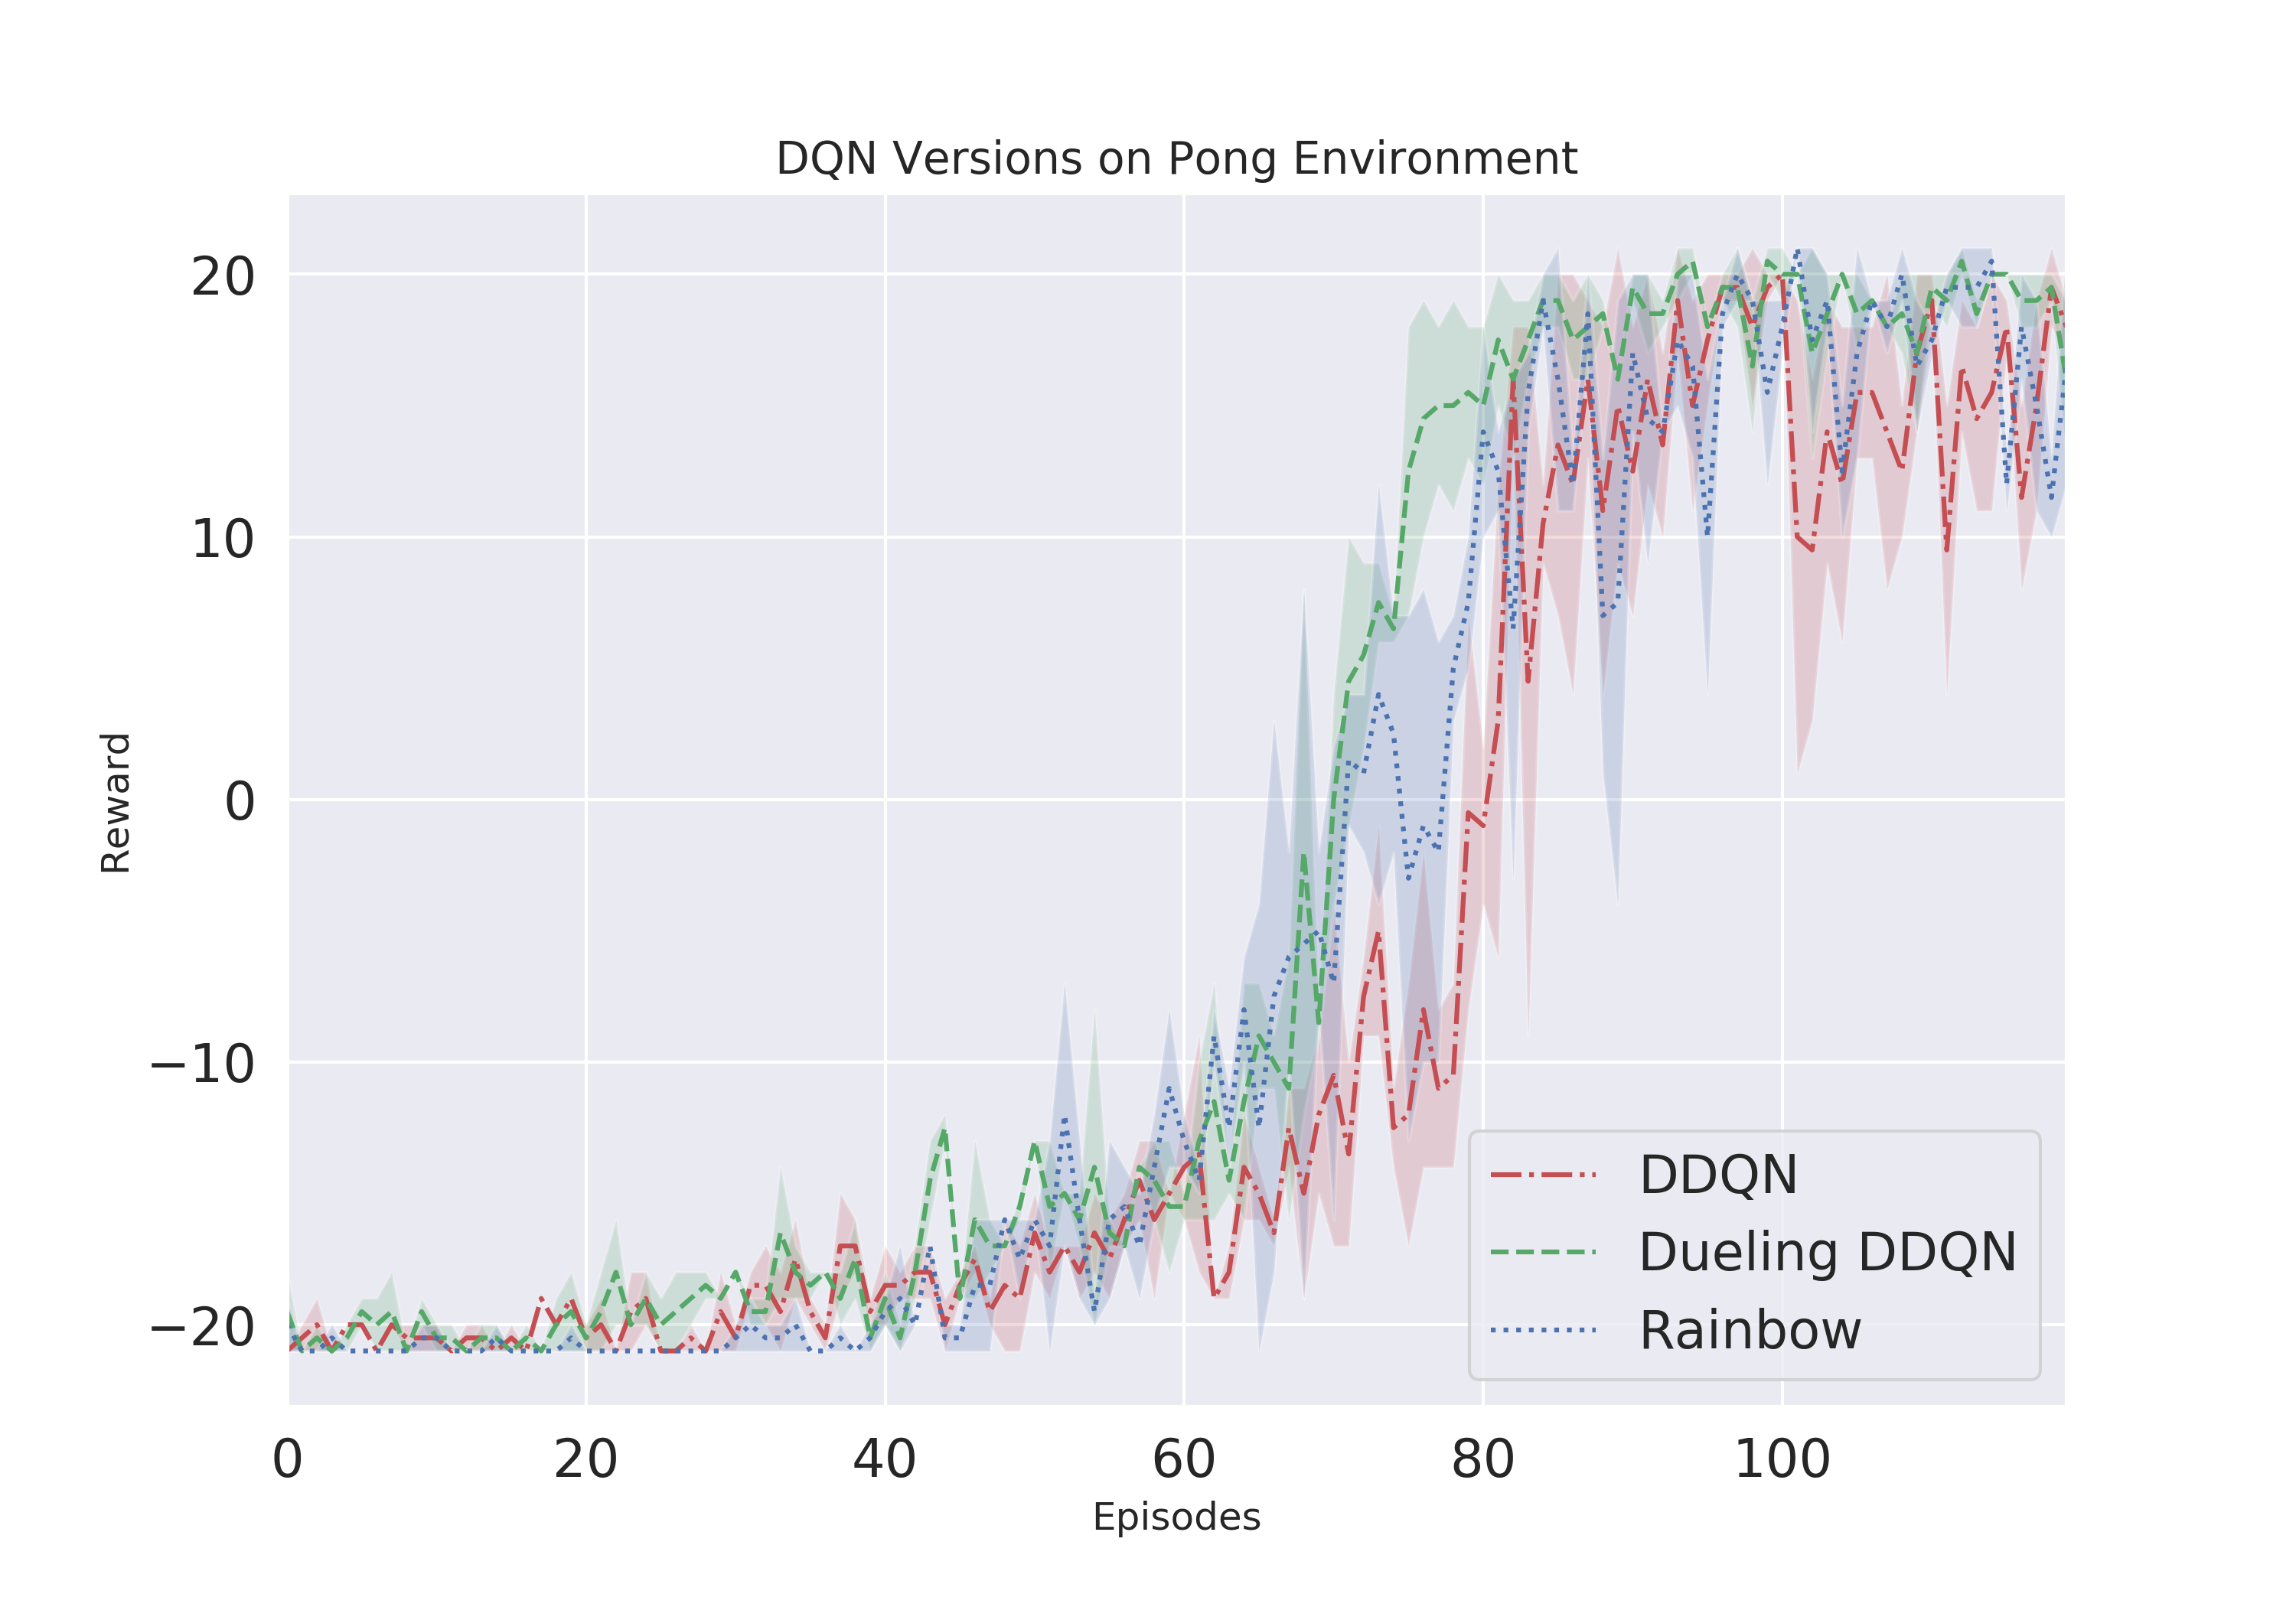 DQN Versions on Pong Environment
20
10
0
−10
−20
Reward
0 20 40 60 80 100
Episodes
DDQN
Dueling DDQN
Rainbow